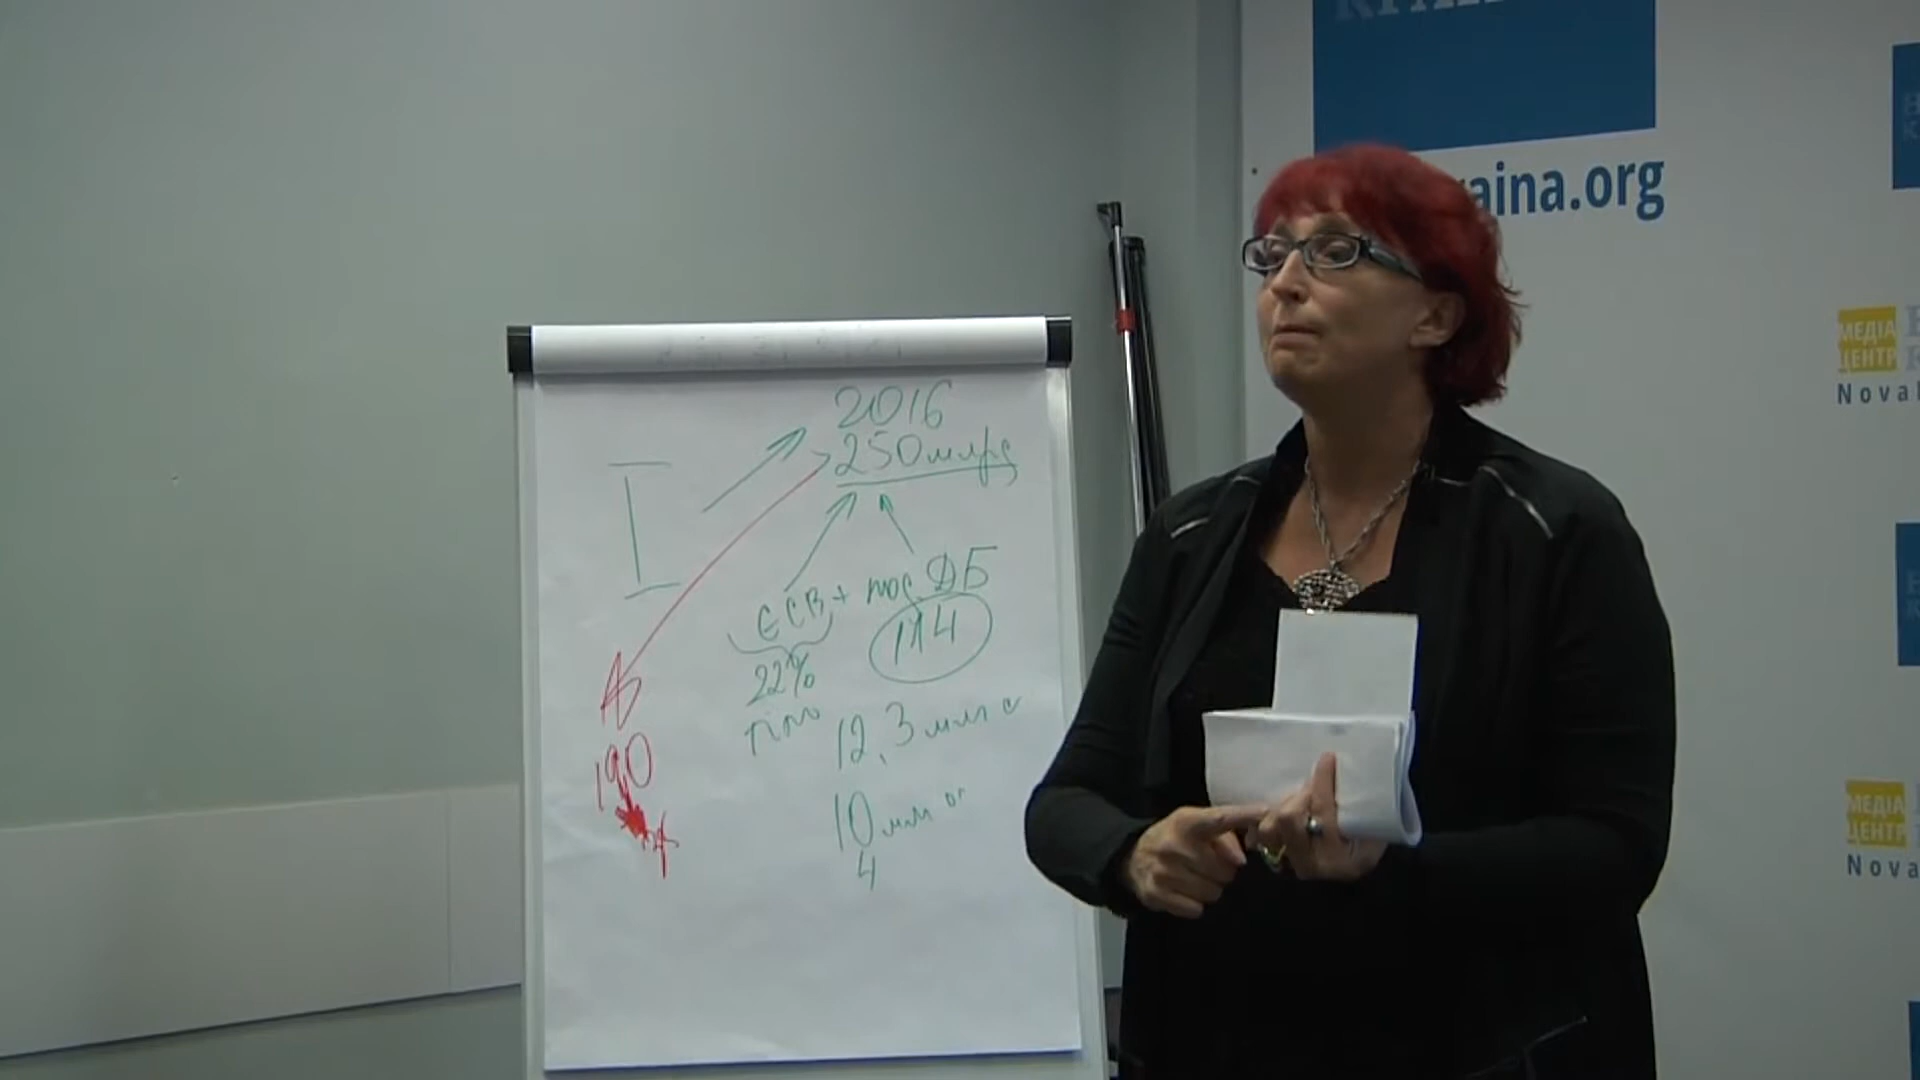 2016
250 млрд
I
ЄСВ + пос. ДБ
114
22%
12,3 млн
190
10 млн
4
raina.org
МЕДІА
ЦЕНТР
Nova
МЕДІА
ЦЕНТР
Nova